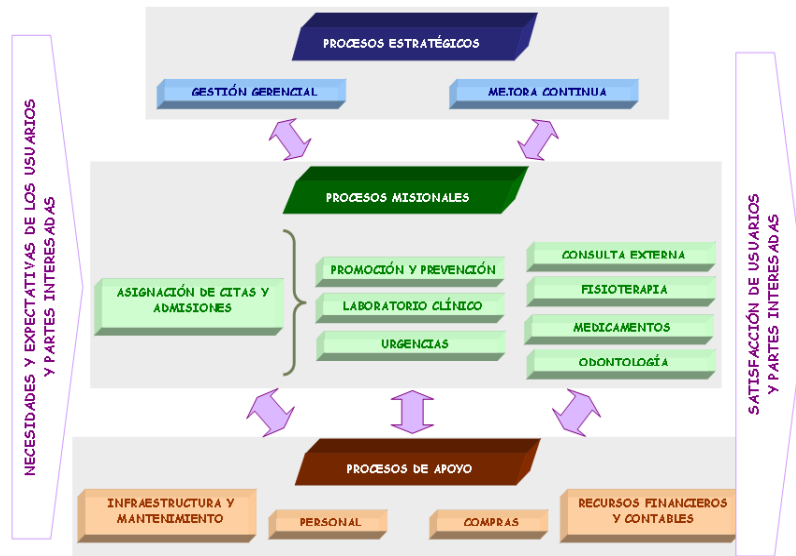 NECESIDADES Y EXPECTATIVAS DE LOS USUARIOS
Y PARTES INTERESADAS
PROCESOS ESTRATÉGICOS
GESTIÓN GERENCIAL
MEJORA CONTINUA
PROCESOS MISIONALES
ASIGNACIÓN DE CITAS Y
ADMISIONES
PROMOCIÓN Y PREVENCIÓN
LABORATORIO CLÍNICO
URGENCIAS
CONSULTA EXTERNA
FISIOTERAPIA
MEDICAMENTOS
ODONTOLOGÍA
PROCESOS DE APOYO
INFRAESTRUCTURA Y
MANTENIMIENTO
PERSONAL
COMPRAS
RECURSOS FINANCIEROS
Y CONTABLES
SATISFACCIÓN DE USUARIOS
Y PARTES INTERESADAS